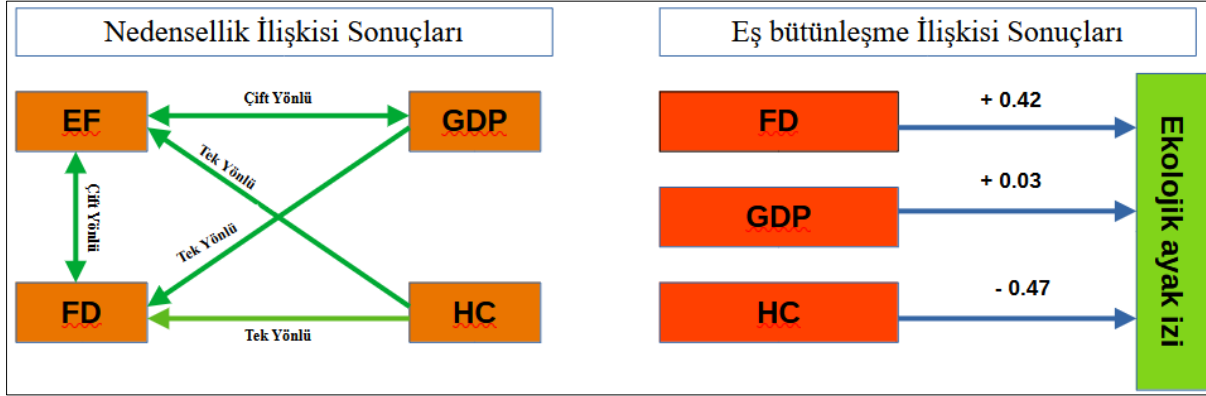 Nedensellik İlişkisi Sonuçları
EF
Çift Yönlü
GDP
Tek Yönlü
Çift Yönlü
Tek Yönlü
FD
Tek Yönlü
HC
Eş bütünleşme İlişkisi Sonuçları
FD
+ 0.42
GDP
+ 0.03
HC
- 0.47
Ekolojik ayak izi